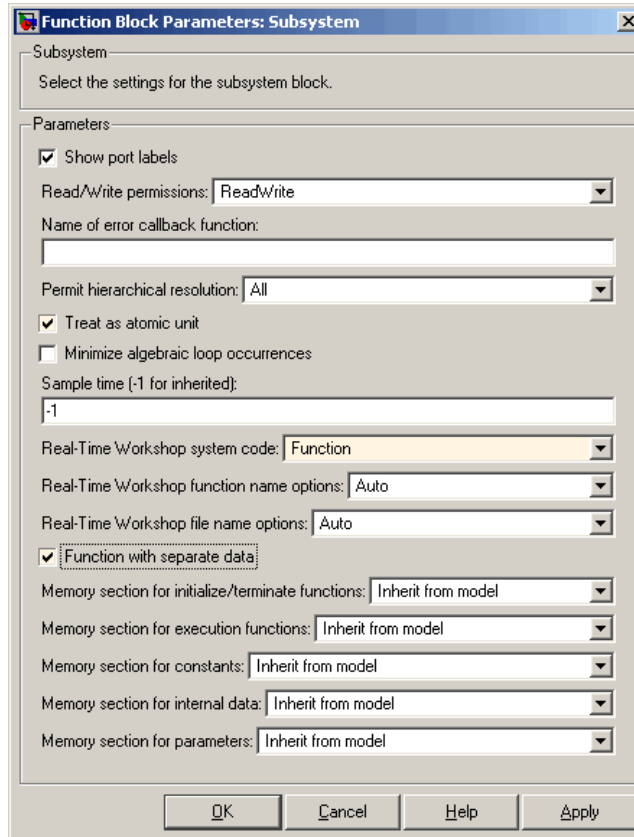 Function Block Parameters: Subsystem
Subsystem
Select the settings for the subsystem block.
Parameters
Show port labels
Read/Write permissions: ReadWrite
Name of error callback function:
Permit hierarchical resolution: All
Treat as atomic unit
Minimize algebraic loop occurrences
Sample time (-1 for inherited):
-1
Real-Time Workshop system code: Function
Real-Time Workshop function name options: Auto
Real-Time Workshop file name options: Auto
Function with separate data
Memory section for initialize/terminate functions: Inherit from model
Memory section for execution functions: Inherit from model
Memory section for constants: Inherit from model
Memory section for internal data: Inherit from model
Memory section for parameters: Inherit from model
OK Cancel Help Apply